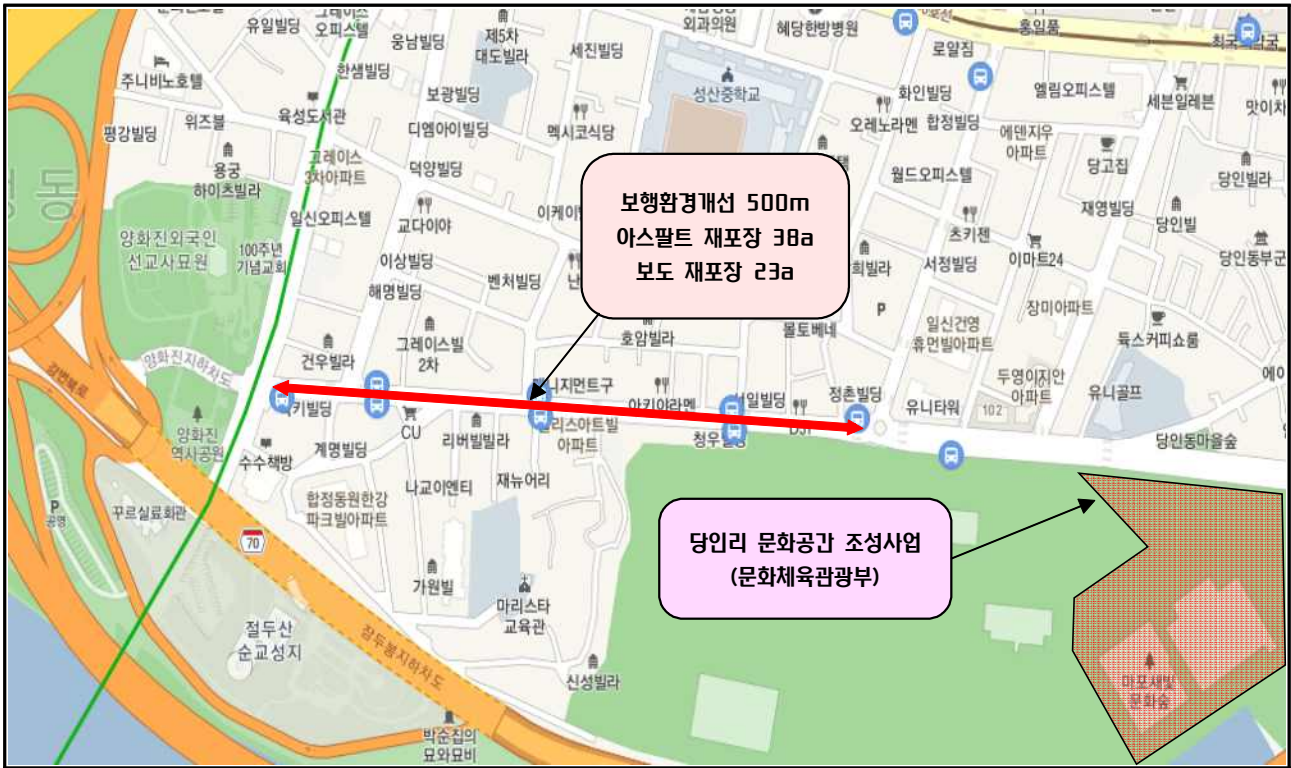 유일빌딩
오피스텔
웅남빌딩
제5차
대도빌라
세진빌딩
외과의원
혜당한방병원
로얄짐
홍일품
주니비노호텔
한샘빌딩
보광빌딩
성산중학교
화인빌딩
엘림오피스텔
세븐일레븐
맛이차
평강빌딩
위즈블
육성도서관
디엠아이빌딩
멕시코식당
오레노라멘
합정빌딩
에덴지우
아파트
당고집
용궁
하이츠빌라
그레이스
3차아파트
덕양빌딩
월드오피스텔
당인빌라
일신오피스텔
교다이야
보행환경개선 500m
아스팔트 재포장 38a
보도 재포장 23a
츠키젠
재영빌딩
당인빌
양화진외국인
선교사묘원
100주년
기념교회
이상빌딩
벤처빌딩
서정빌딩
이마트24
당인동부군
해명빌딩
호암빌라
몰토베네
P
일신건영
휴먼빌아파트
장미아파트
듁스커피쇼룸
양화진지하차도
강변북로
건우빌라
그레이스빌
2차
두영이지안
아파트
유니골프
아키아라멘
정촌빌딩
유니타워
102
CU
리버빌빌라
아파트
당인동마을숲
양화진
역사공원
수수책방
계명빌딩
나교이엔티
재뉴어리
P
공영
꾸르실료회관
합정동원한강
파크빌아파트
70
당인리 문화공간 조성사업
(문화체육관광부)
가원빌
마리스타
교육관
절두산
순교성지
잠두봉지하차도
신성빌라
마포새빛
문화숲
박순집의
묘와묘비